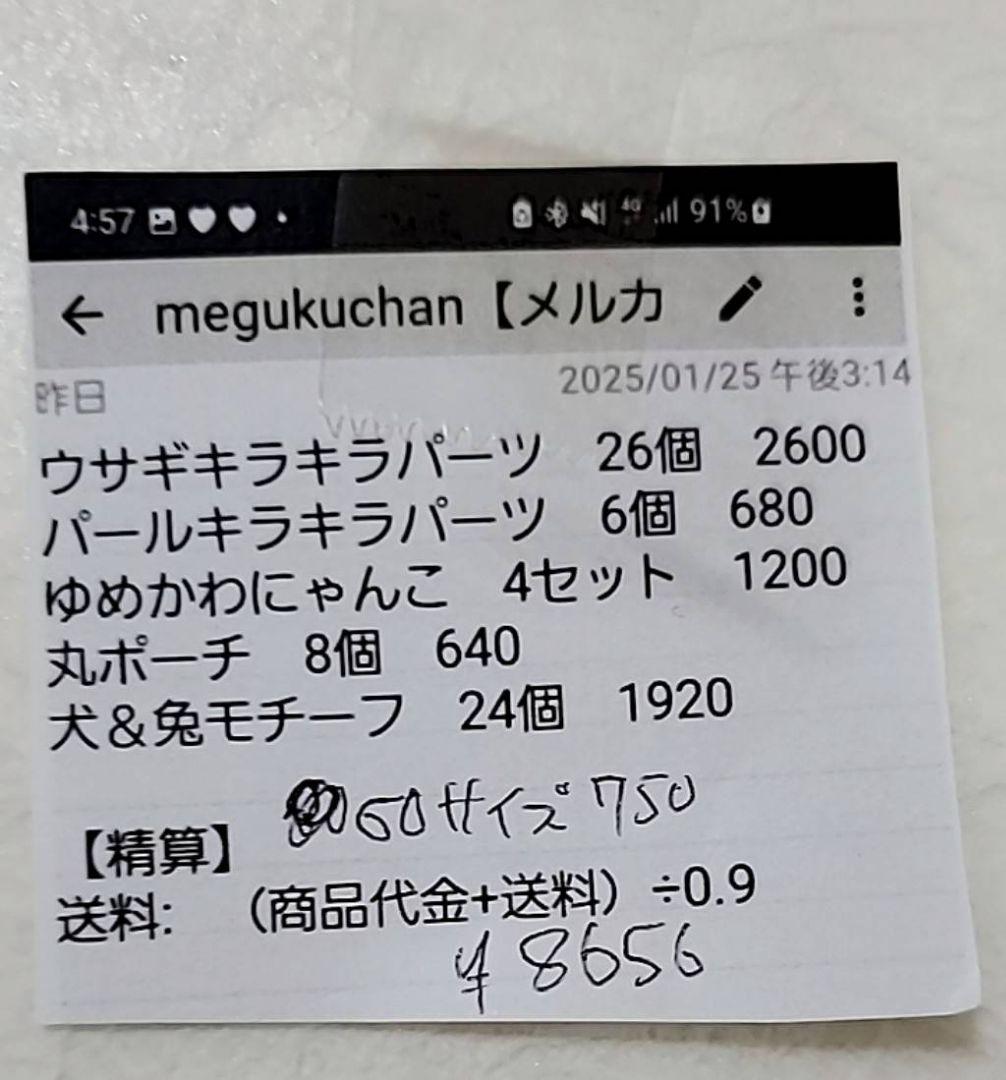 4:57 4G 91%
← megukuchan【メルカ
昨日 2025/01/25 午後3:14
ウサギキラキラパーツ 26個 2600
パールキラキラパーツ 6個 680
ゆめかわにゃんこ 4セット 1200
丸ポーチ 8個 640
犬＆兎モチーフ 24個 1920
60サイズ 750
【精算】
送料: （商品代金+送料）÷0.9
¥8656